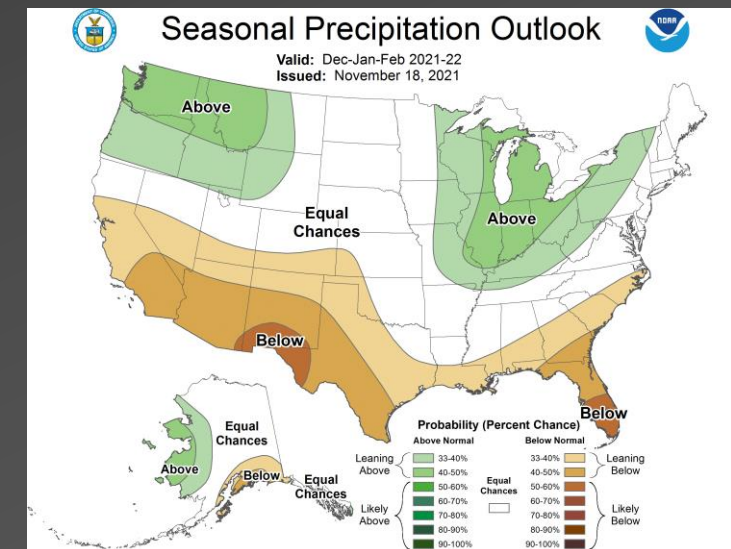 Seasonal Precipitation Outlook
NOAA
Valid: Dec-Jan-Feb 2021-22
Issued: November 18, 2021
Above
Equal
Chances
Above
Below
Below
Equal
Chances
Above
Below
Equal
Chances
Probability (Percent Chance)
Above Normal
Below Normal
Leaning
Above
Likely
Above
33-40%
40-50%
50-60%
60-70%
70-80%
80-90%
90-100%
Equal
Chances
33-40%
40-50%
50-60%
60-70%
70-80%
80-90%
90-100%
Leaning
Below
Likely
Below